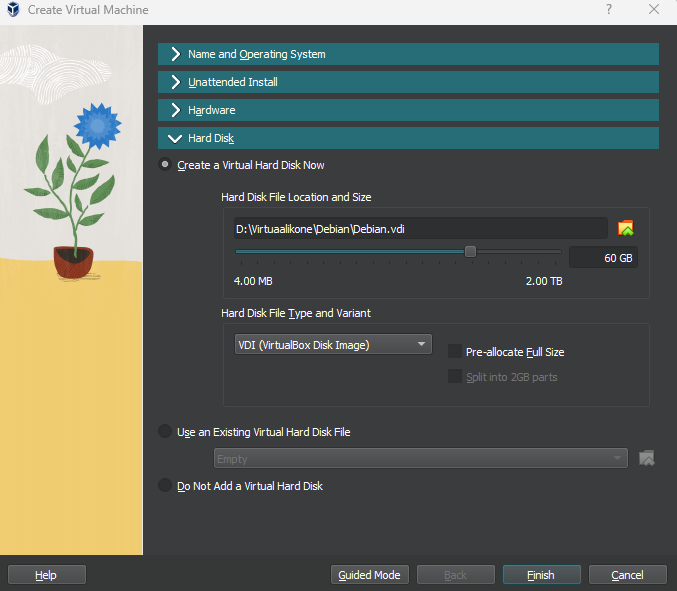 Create Virtual Machine
?
Name and Operating System
Unattended Install
Hardware
Hard Disk
Create a Virtual Hard Disk Now
Hard Disk File Location and Size
D:\Virtuaalikone\Debian\Debian.vdi
60 GB
4.00 MB 2.00 TB
Hard Disk File Type and Variant
VDI (VirtualBox Disk Image)
Pre-allocate Full Size
Split into 2GB parts
Use an Existing Virtual Hard Disk File
Empty
Do Not Add a Virtual Hard Disk
Help Guided Mode Back Finish Cancel